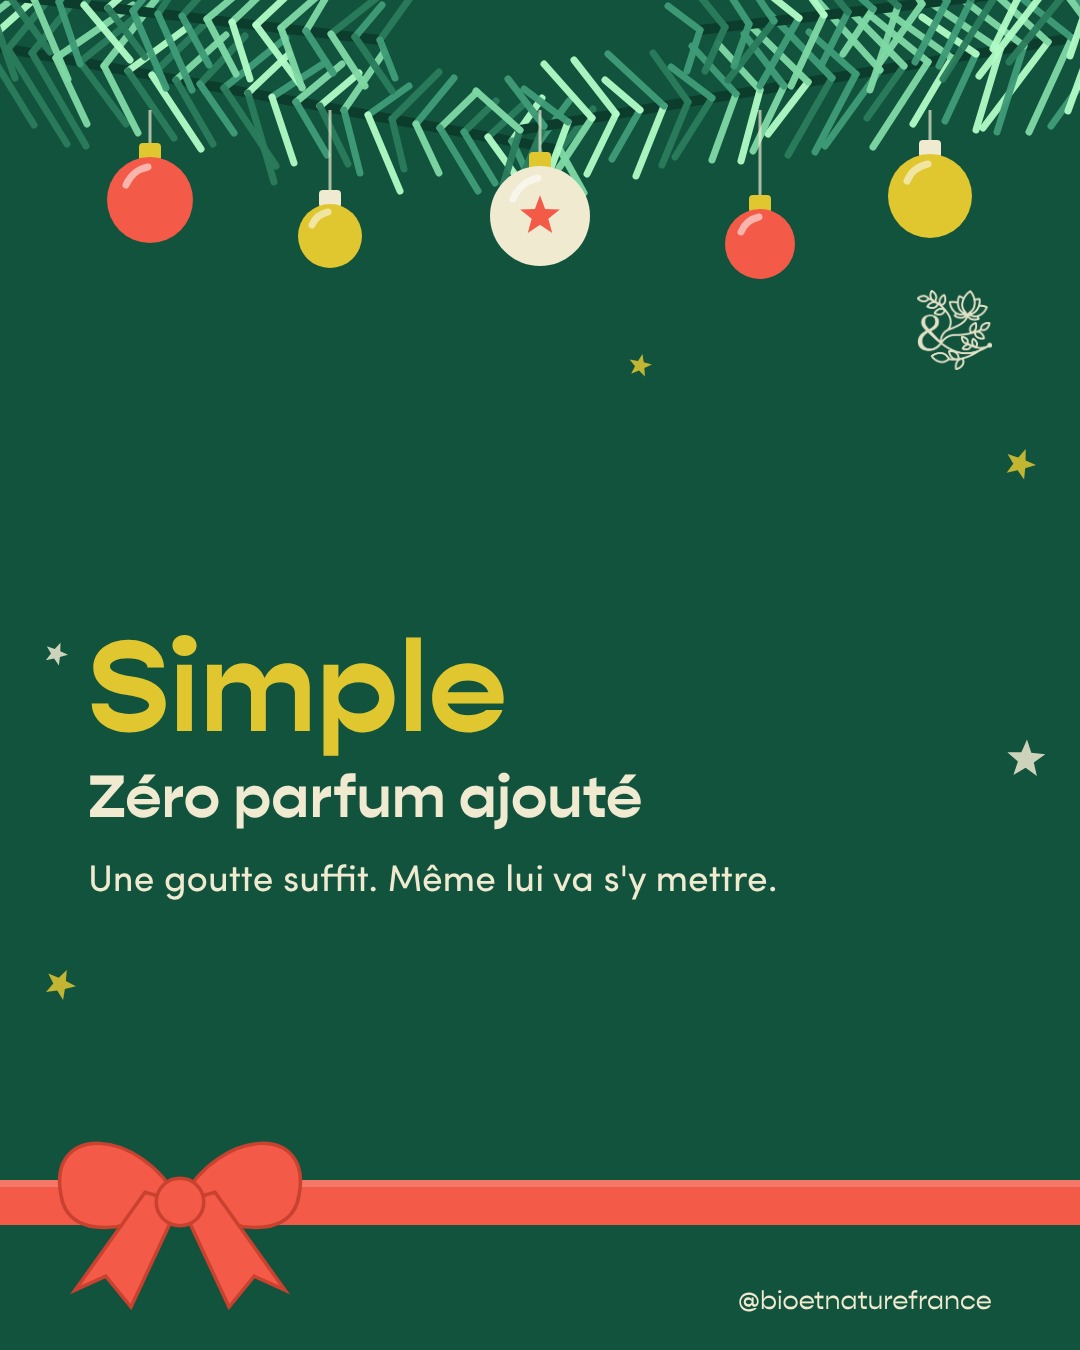 &
Simple
Zéro parfum ajouté
Une goutte suffit. Même lui va s'y mettre.
@bioetnaturefrance